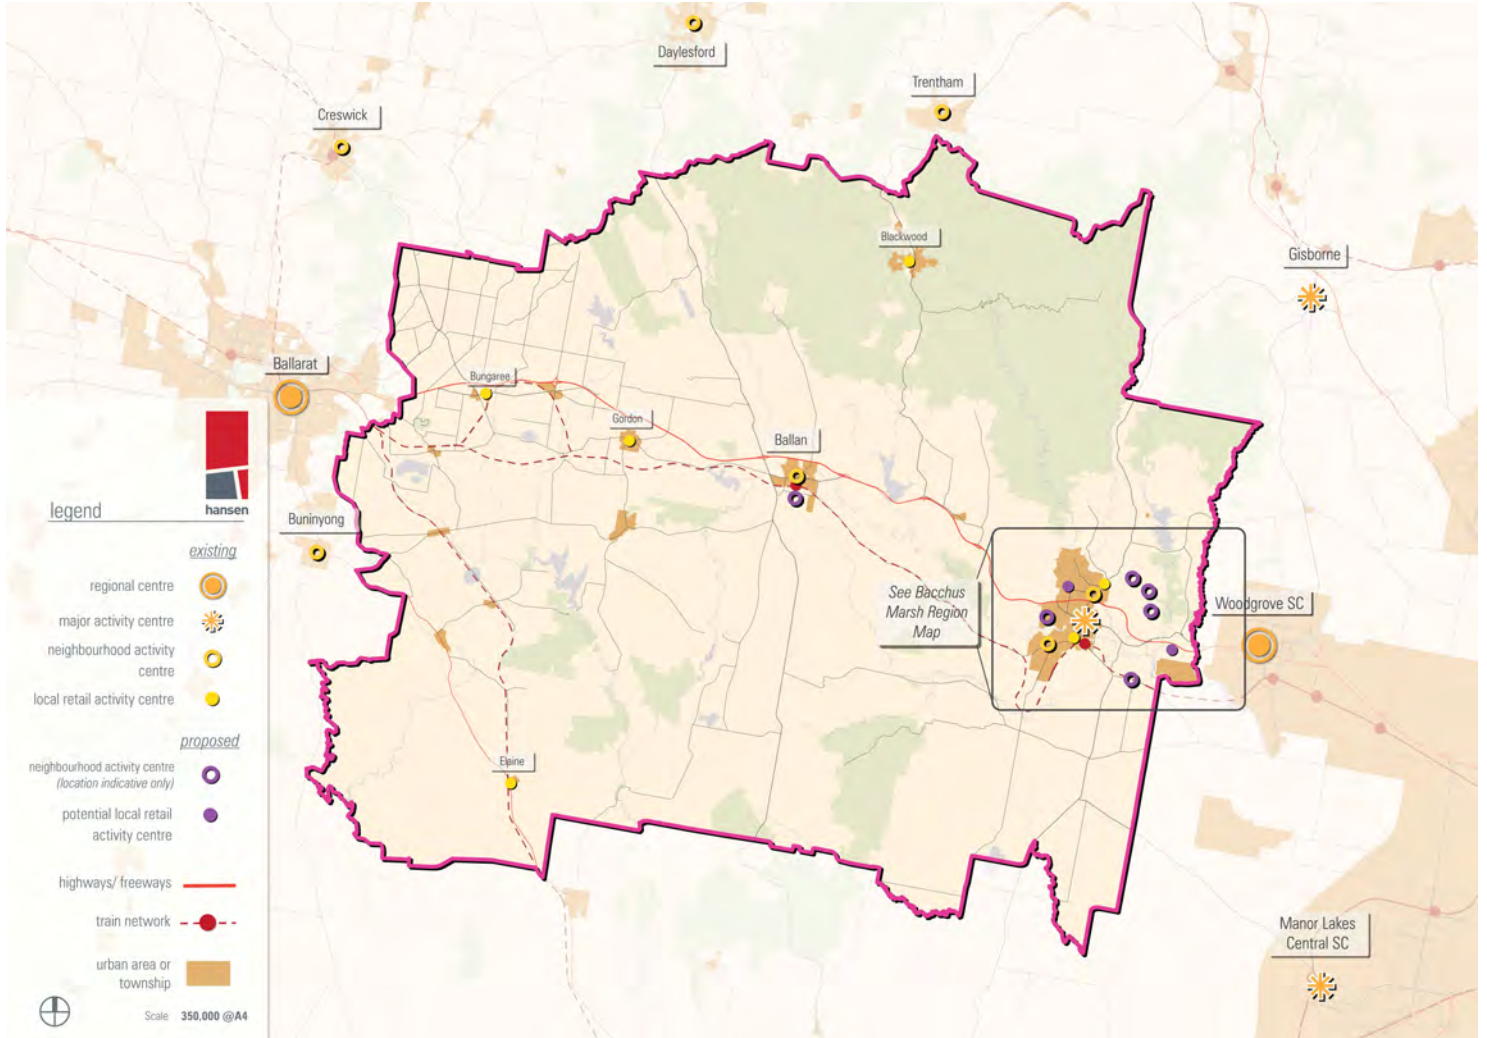 Daylesford
Trentham
Creswick
Blackwood
Gisborne
Ballarat
Bungaree
Gordon
Ballan
Buninyong
See Bacchus
Marsh Region
Map
Woodgrove SC
Elaine
Manor Lakes
Central SC
hansen
legend
existing
regional centre
major activity centre
neighbourhood activity
centre
local retail activity centre
proposed
neighbourhood activity centre
(location indicative only)
potential local retail
activity centre
highways/ freeways
train network
urban area or
township
Scale 350,000 @A4